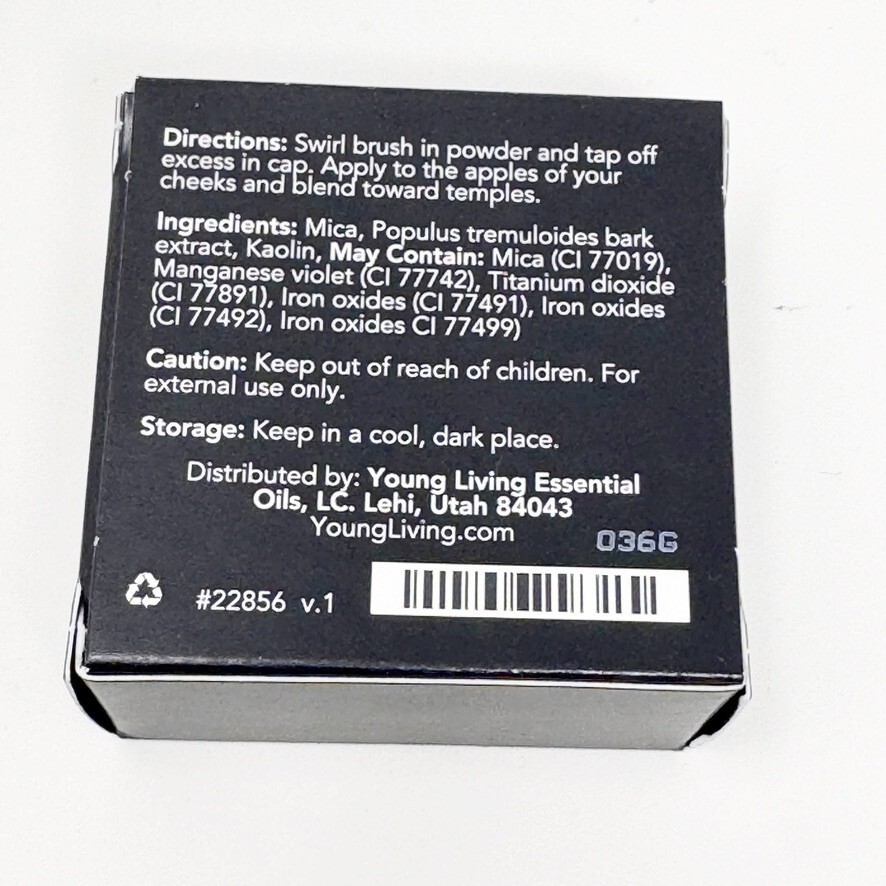 Directions: Swirl brush in powder and tap off
excess in cap. Apply to the apples of your
cheeks and blend toward temples.
Ingredients: Mica, Populus tremuloides bark
extract, Kaolin, May Contain: Mica (CI 77019),
Manganese violet (CI 77742), Titanium dioxide
(CI 77891), Iron oxides (CI 77491), Iron oxides
(CI 77492), Iron oxides CI 77499)
Caution: Keep out of reach of children. For
external use only.
Storage: Keep in a cool, dark place.
Distributed by: Young Living Essential
Oils, LC. Lehi, Utah 84043
YoungLiving.com
036G
#22856 v.1